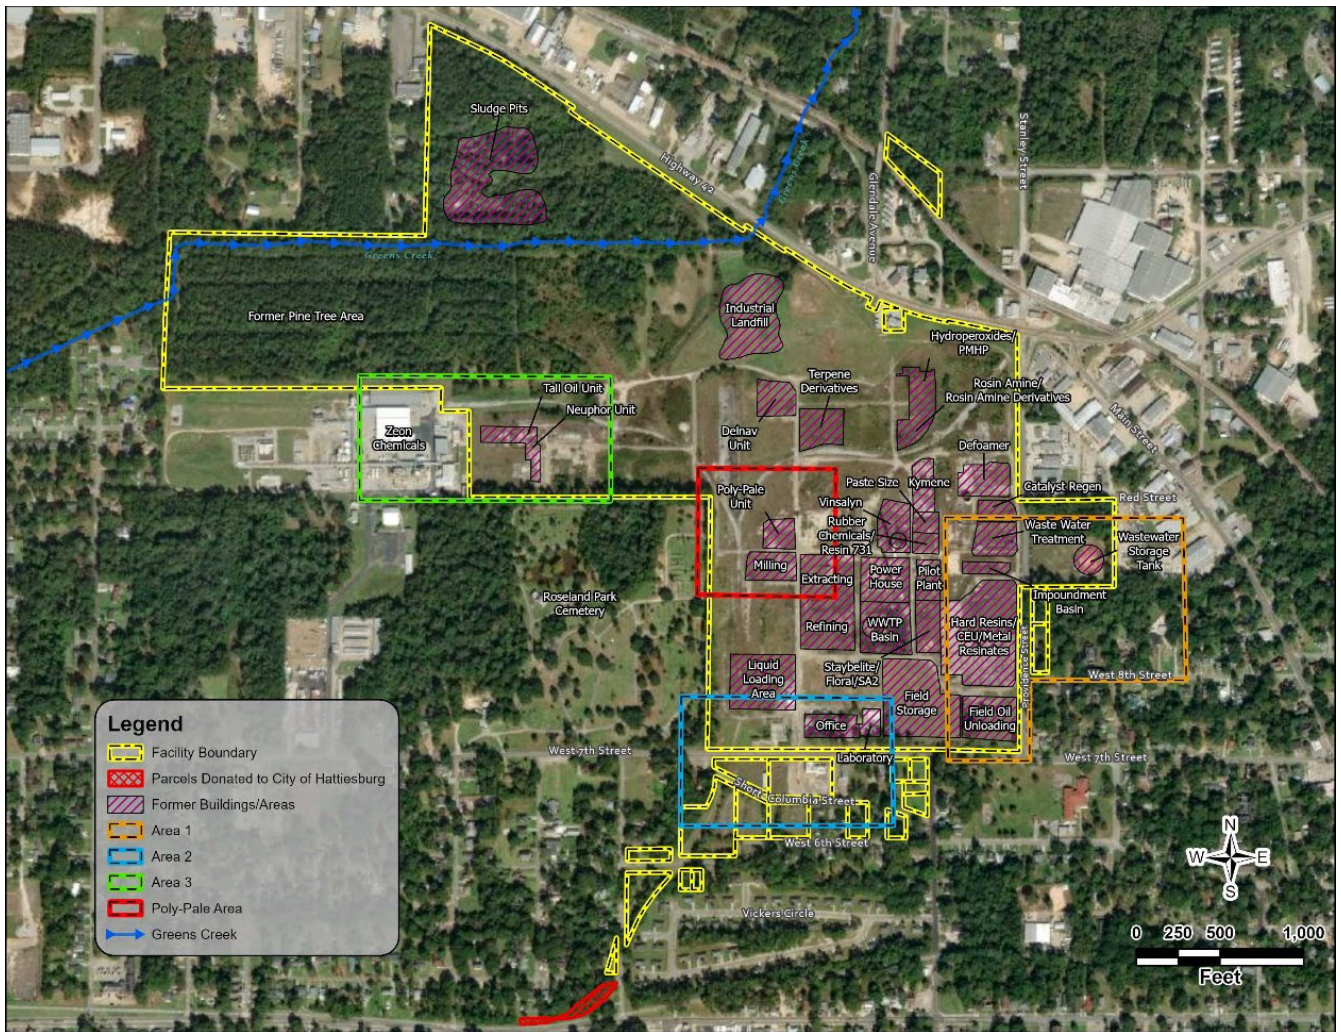 Sludge Pits
Highway 42
Greens Creek
Glendale Avenue
Stanley Street
Greens Creek
Former Pine Tree Area
Industrial
Landfill
Hydroperoxides/
PMHP
Tall Oil Unit
Neuphor Unit
Terpene
Derivatives
Rosin Amine/
Rosin Amine Derivatives
Zeon
Chemicals
Delnav
Unit
Main Street
Defoamer
Poly-Pale
Unit
Paste Size
Kymene
Catalyst Regen
Red Street
Vinsalyn
Rubber
Chemicals/
Resin 731
Waste Water
Treatment
Wastewater
Storage
Tank
Milling
Extracting
Power
House
Pilot
Plant
Impoundment
Basin
Roseland Park
Cemetery
Refining
WWTP
Basin
Hard Resins/
CEU/Metal
Resinates
Providence Street
Liquid
Loading
Area
Staybelite/
Floral/SA2
West 8th Street
Field
Storage
Office
Field Oil
Unloading
West 7th Street
Laboratory
West 7th Street
Short Columbia Street
West 6th Street
Vickers Circle
Legend
Facility Boundary
Parcels Donated to City of Hattiesburg
Former Buildings/Areas
Area 1
Area 2
Area 3
Poly-Pale Area
Greens Creek
N
W E
S
0 250 500 1,000
Feet